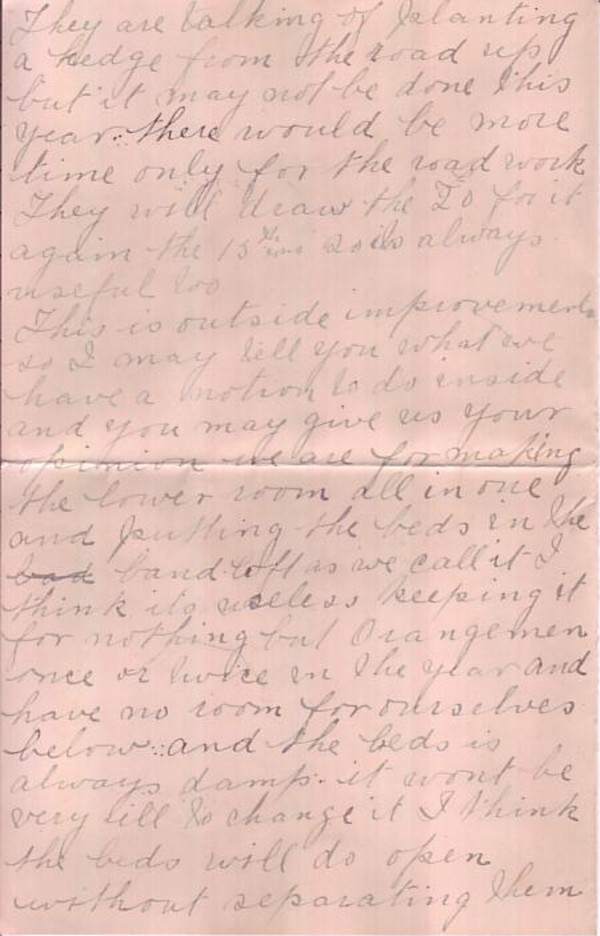 They are talking of planting
a hedge from the road up
but it may not be done this
year. there would be more
time only for the road work
They will draw the £0 for it
again the 15th soils always
useful too
This is outside improvements
so I may tell you what we
have a notion to do inside
and you may give us your
opinion we are for making
the lower room all in one
and putting the beds in the
bad band loft as we call it I
think its useless keeping it
for nothing but Orangemen
once or twice in the year and
have no room for ourselves
below. and the beds is
always damp. it wont be
very ill to change it I think
the beds will do open
without separating them